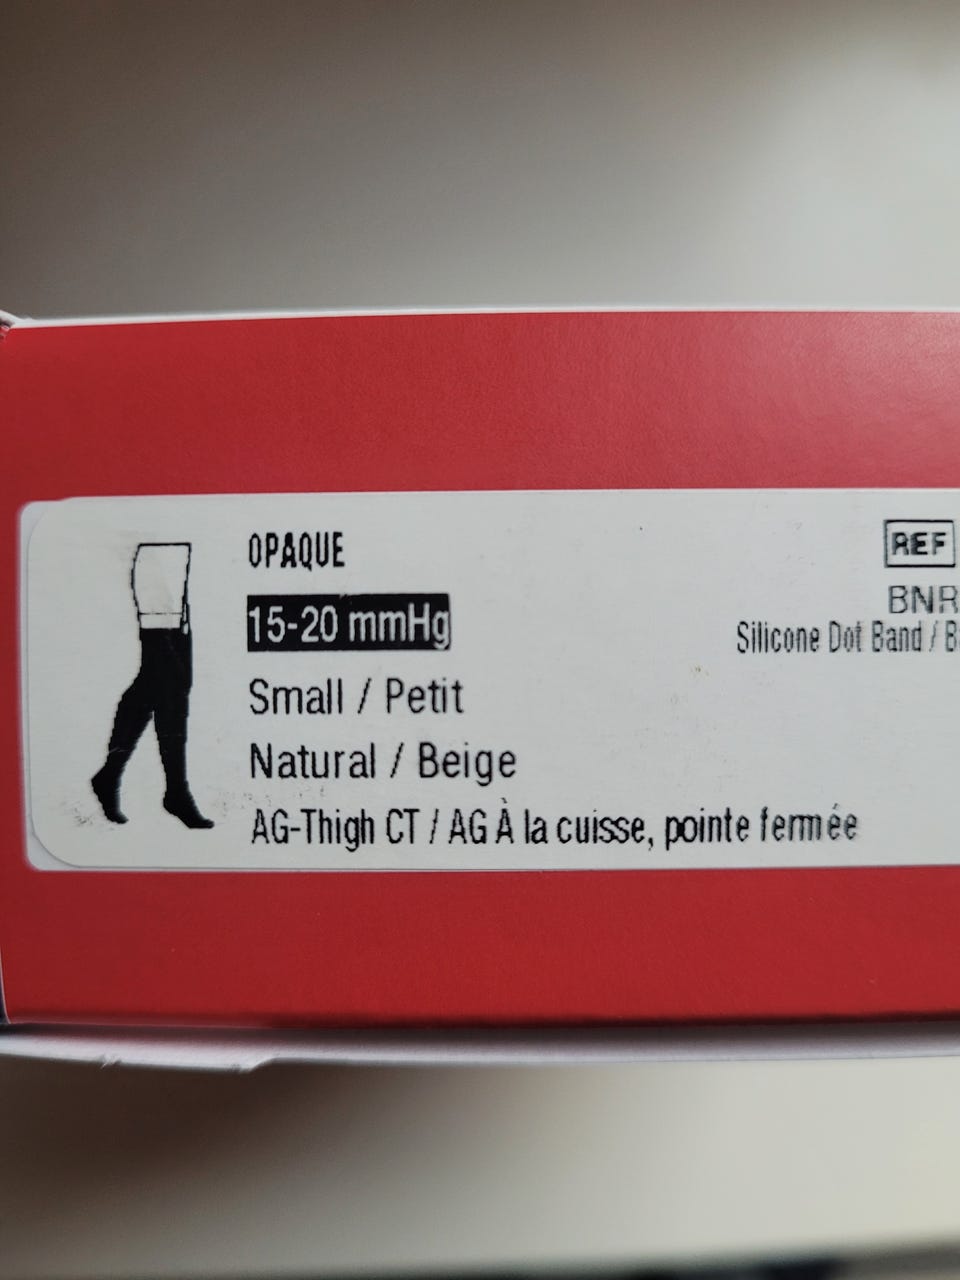 OPAQUE
15-20 mmHg
Small / Petit
Natural / Beige
AG-Thigh CT / AG À la cuisse, pointe fermée
REF
BNR
Silicone Dot Band /